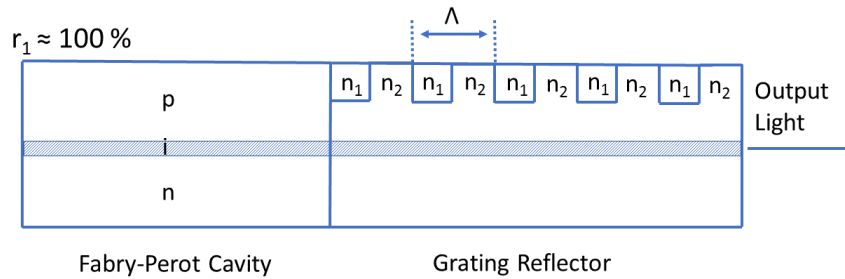 Λ
r₁ ≈ 100 %
n₁ n₂ n₁ n₂ n₁ n₂ n₁ n₂ n₁ n₂
p
Output
Light
i
n
Fabry-Perot Cavity
Grating Reflector